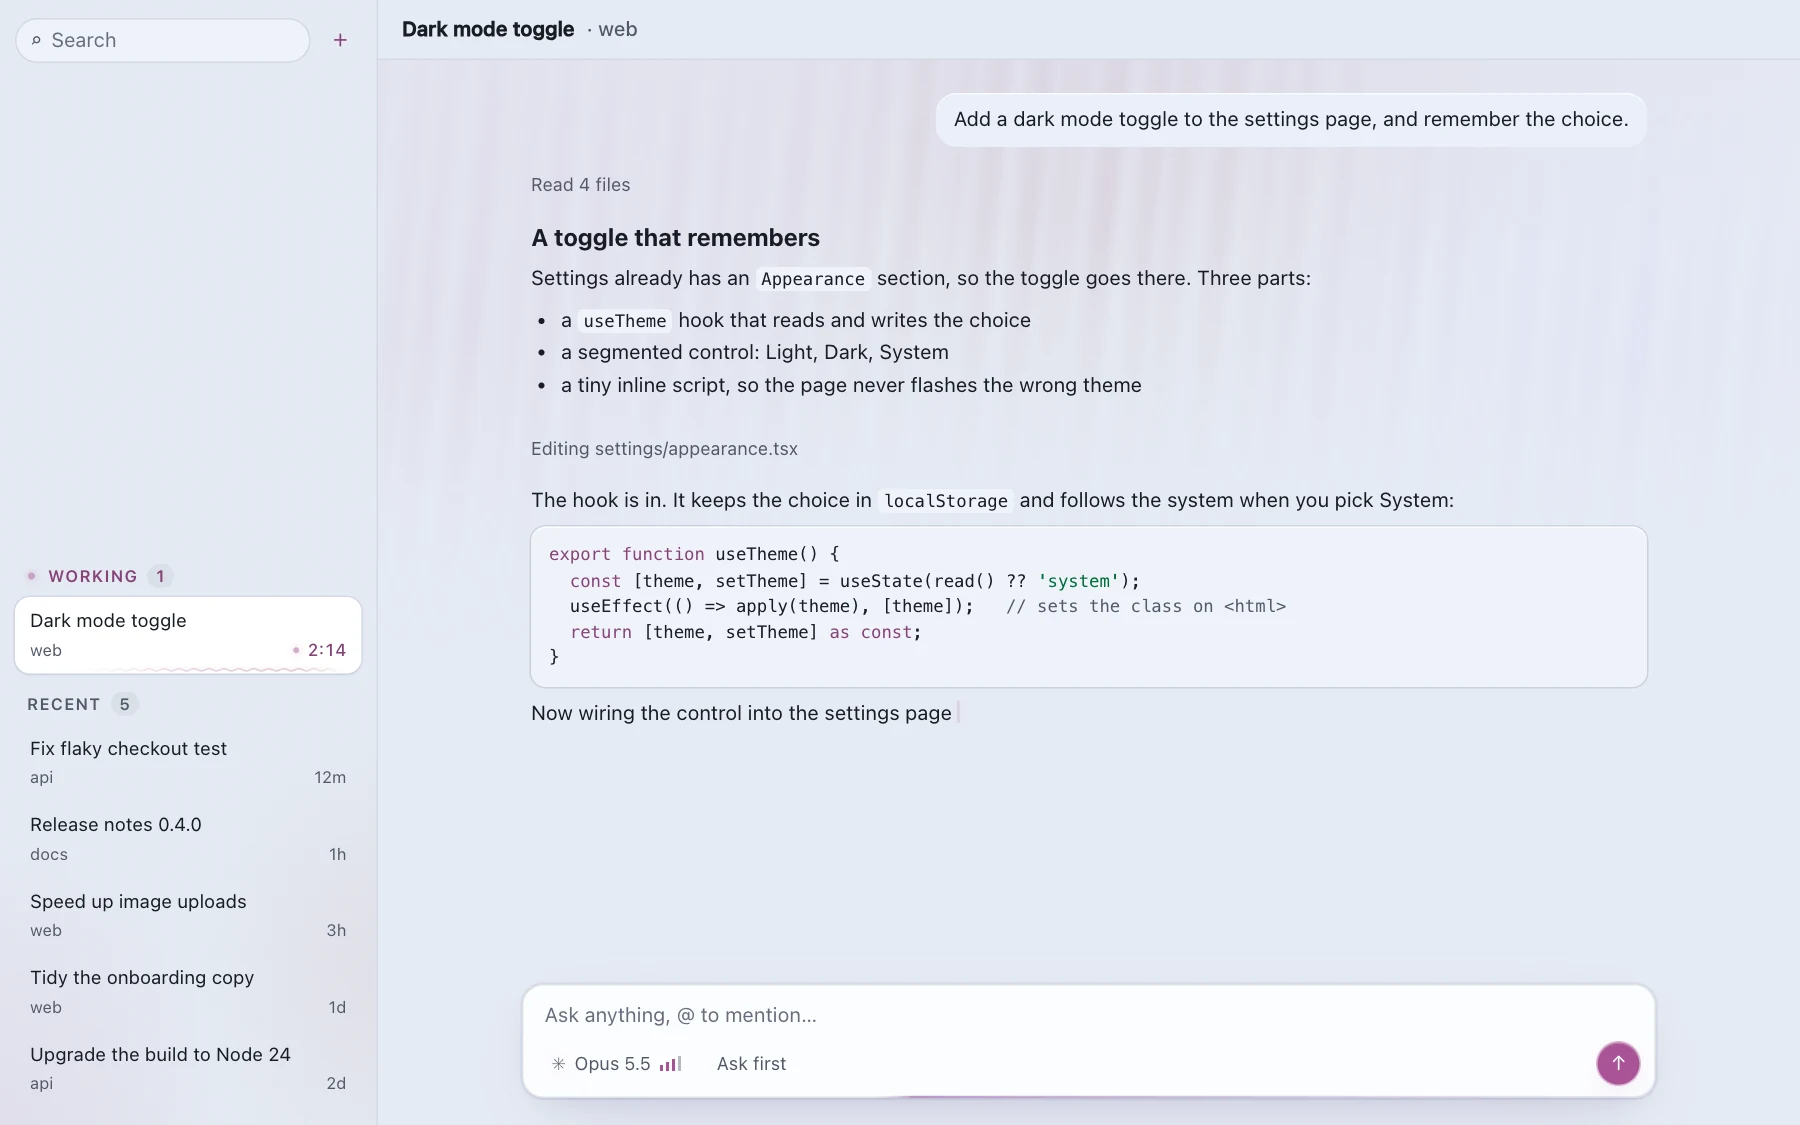 Search
+
WORKING 1
Dark mode toggle
web 2:14
RECENT 5
Fix flaky checkout test
api 12m
Release notes 0.4.0
docs 1h
Speed up image uploads
web 3h
Tidy the onboarding copy
web 1d
Upgrade the build to Node 24
api 2d
Dark mode toggle · web
Add a dark mode toggle to the settings page, and remember the choice.
Read 4 files
A toggle that remembers
Settings already has an Appearance section, so the toggle goes there. Three parts:
• a useTheme hook that reads and writes the choice
• a segmented control: Light, Dark, System
• a tiny inline script, so the page never flashes the wrong theme
Editing settings/appearance.tsx
The hook is in. It keeps the choice in localStorage and follows the system when you pick System:
export function useTheme() {
  const [theme, setTheme] = useState(read() ?? 'system');
  useEffect(() => apply(theme), [theme]);   // sets the class on <html>
  return [theme, setTheme] as const;
}
Now wiring the control into the settings page
Ask anything, @ to mention...
Opus 5.5 Ask first